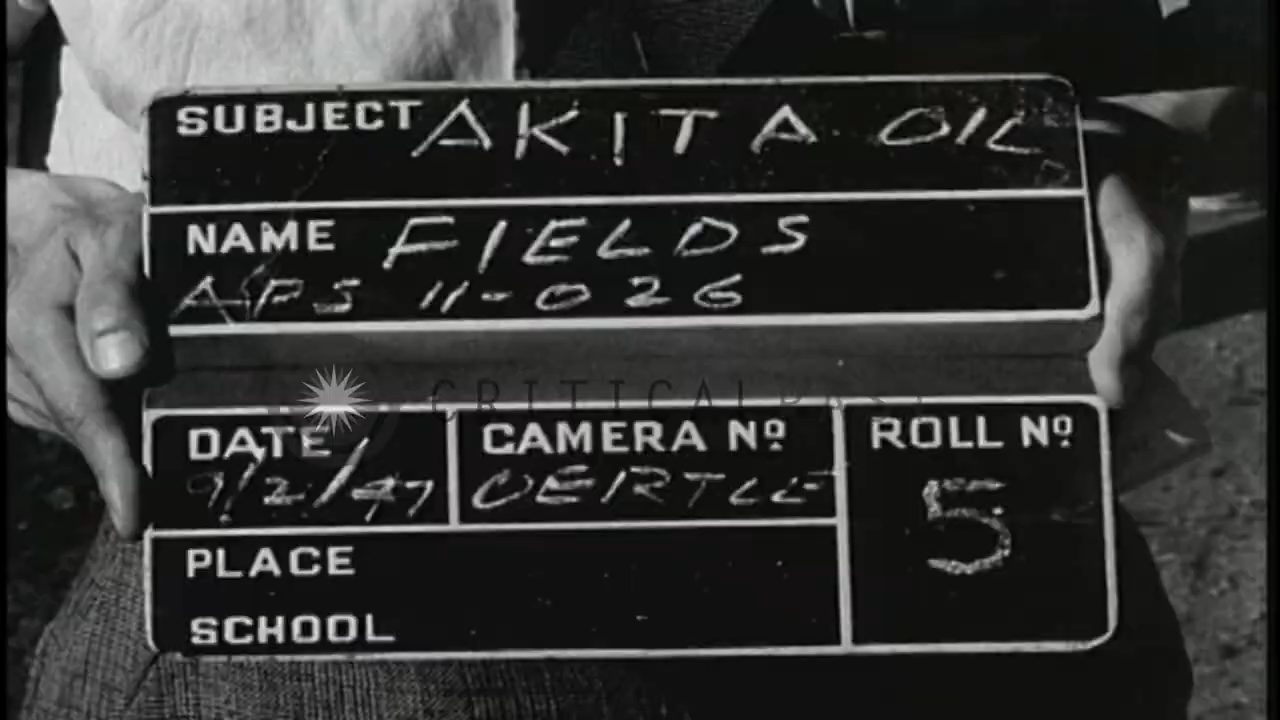 SUBJECT AKITA OIL
NAME FIELDS
APS 11-026
CRITICALPAST
DATE CAMERA Nº ROLL Nº
9/2/47 OERTLE 5
PLACE
SCHOOL